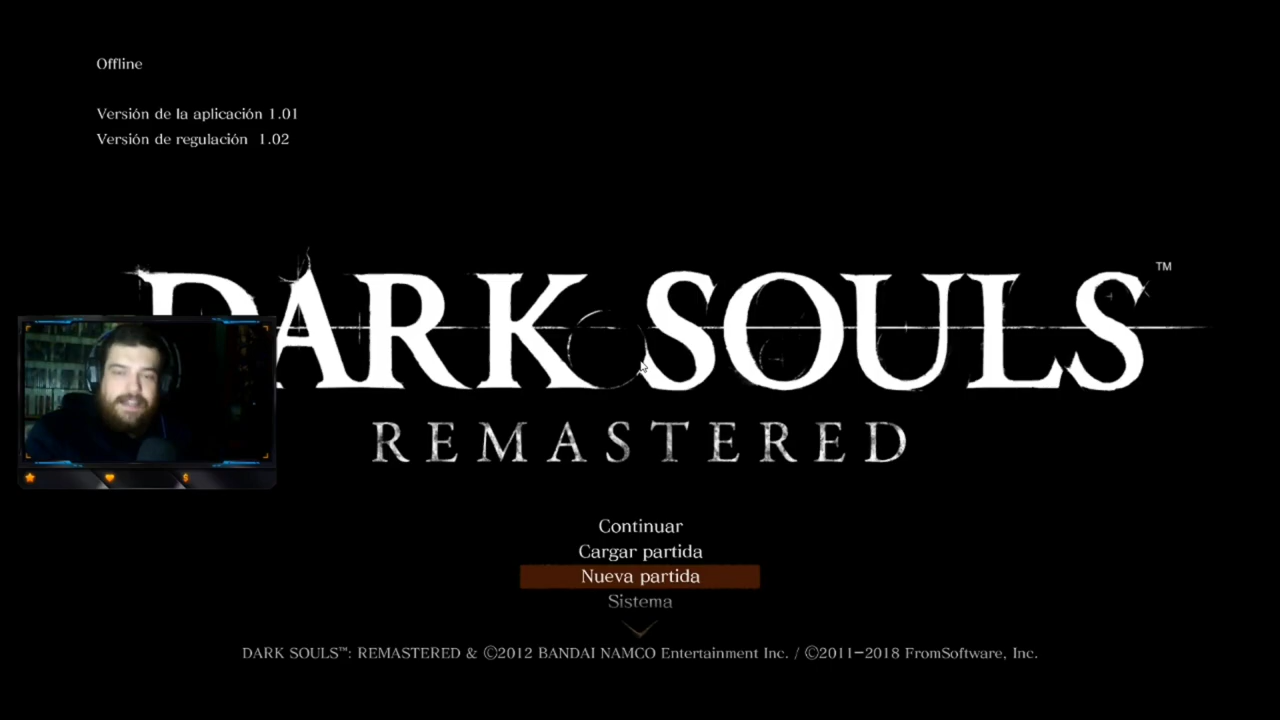 Offline
Versión de la aplicación 1.01
Versión de regulación 1.02
DARK SOULS™
REMASTERED
Continuar
Cargar partida
Nueva partida
Sistema
DARK SOULS™: REMASTERED & ©2012 BANDAI NAMCO Entertainment Inc. / ©2011-2018 FromSoftware, Inc.